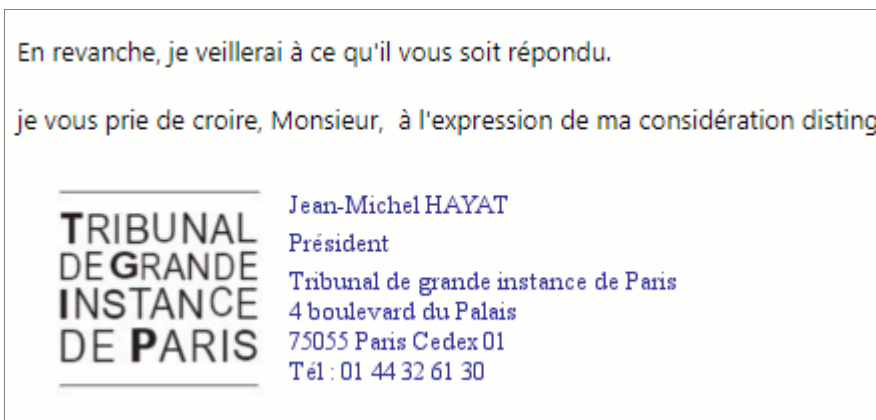 En revanche, je veillerai à ce qu'il vous soit répondu.
je vous prie de croire, Monsieur,  à l'expression de ma considération disting
TRIBUNAL
DE GRANDE
INSTANCE
DE PARIS
Jean-Michel HAYAT
Président
Tribunal de grande instance de Paris
4 boulevard du Palais
75055 Paris Cedex 01
Tél : 01 44 32 61 30